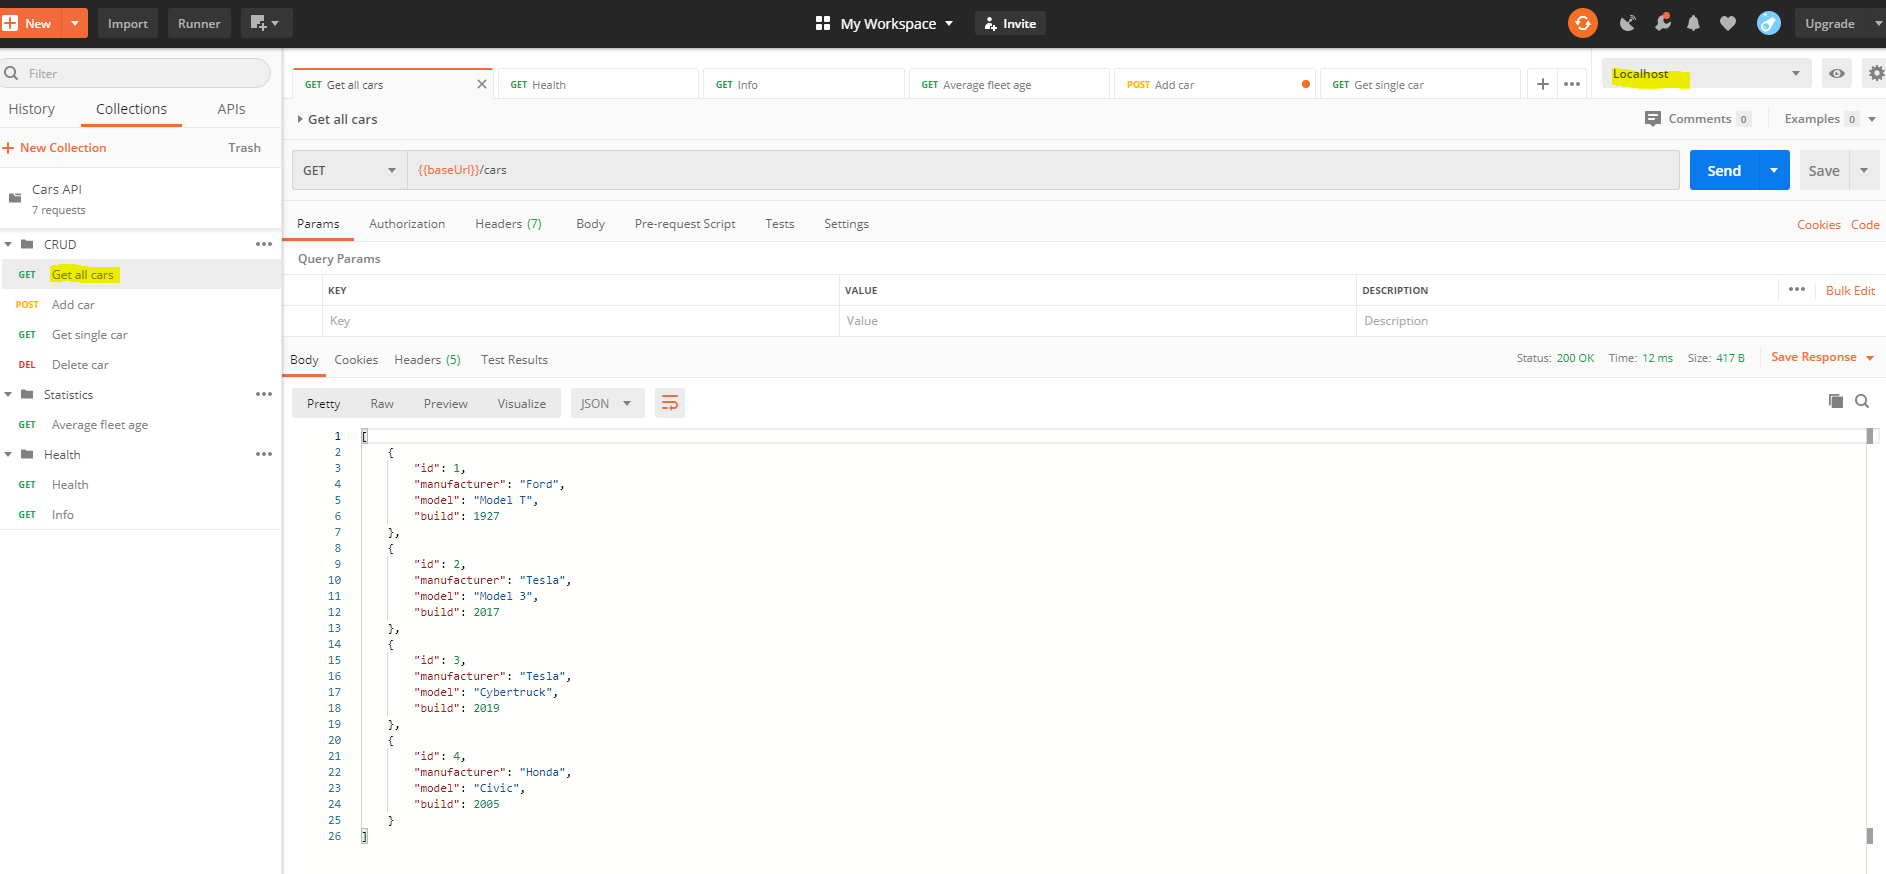 New Import Runner My Workspace Invite Upgrade
Filter
History Collections APIs
New Collection Trash
Cars API
7 requests
CRUD
GET Get all cars
POST Add car
GET Get single car
DEL Delete car
Statistics
GET Average fleet age
Health
GET Health
GET Info
GET Get all cars GET Health GET Info GET Average fleet age POST Add car GET Get single car
Localhost
Get all cars
Comments 0 Examples 0
GET {{baseUrl}}/cars Send Save
Params Authorization Headers (7) Body Pre-request Script Tests Settings Cookies Code
Query Params
KEY VALUE DESCRIPTION Bulk Edit
Key Value Description
Body Cookies Headers (5) Test Results Status: 200 OK Time: 12 ms Size: 417 B Save Response
Pretty Raw Preview Visualize JSON
1 [
2 {
3 "id": 1,
4 "manufacturer": "Ford",
5 "model": "Model T",
6 "build": 1927
7 },
8 {
9 "id": 2,
10 "manufacturer": "Tesla",
11 "model": "Model 3",
12 "build": 2017
13 },
14 {
15 "id": 3,
16 "manufacturer": "Tesla",
17 "model": "Cybertruck",
18 "build": 2019
19 },
20 {
21 "id": 4,
22 "manufacturer": "Honda",
23 "model": "Civic",
24 "build": 2005
25 }
26 ]